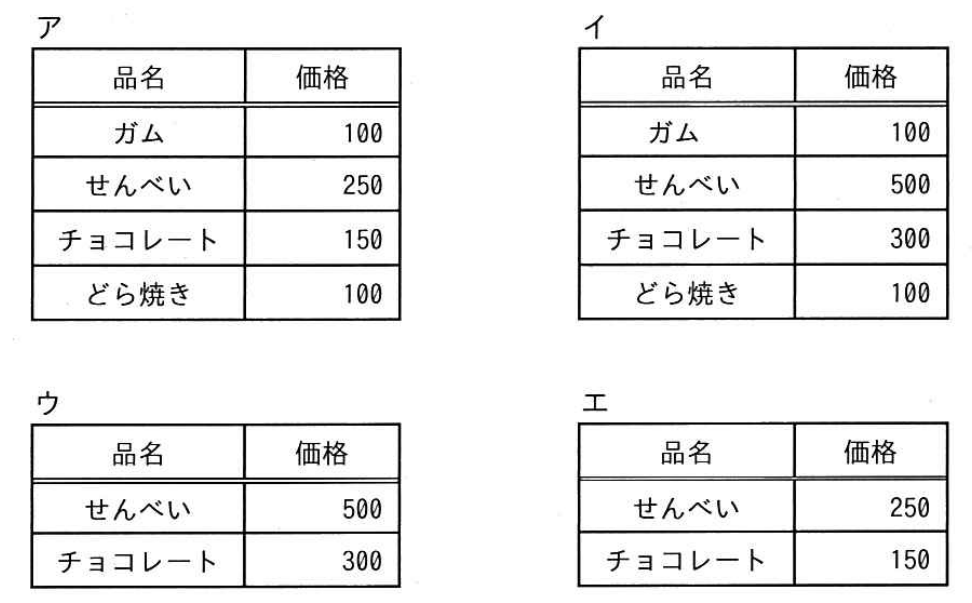 ア
品名 価格
ガム 100
せんべい 250
チョコレート 150
どら焼き 100
イ
品名 価格
ガム 100
せんべい 500
チョコレート 300
どら焼き 100
ウ
品名 価格
せんべい 500
チョコレート 300
エ
品名 価格
せんべい 250
チョコレート 150